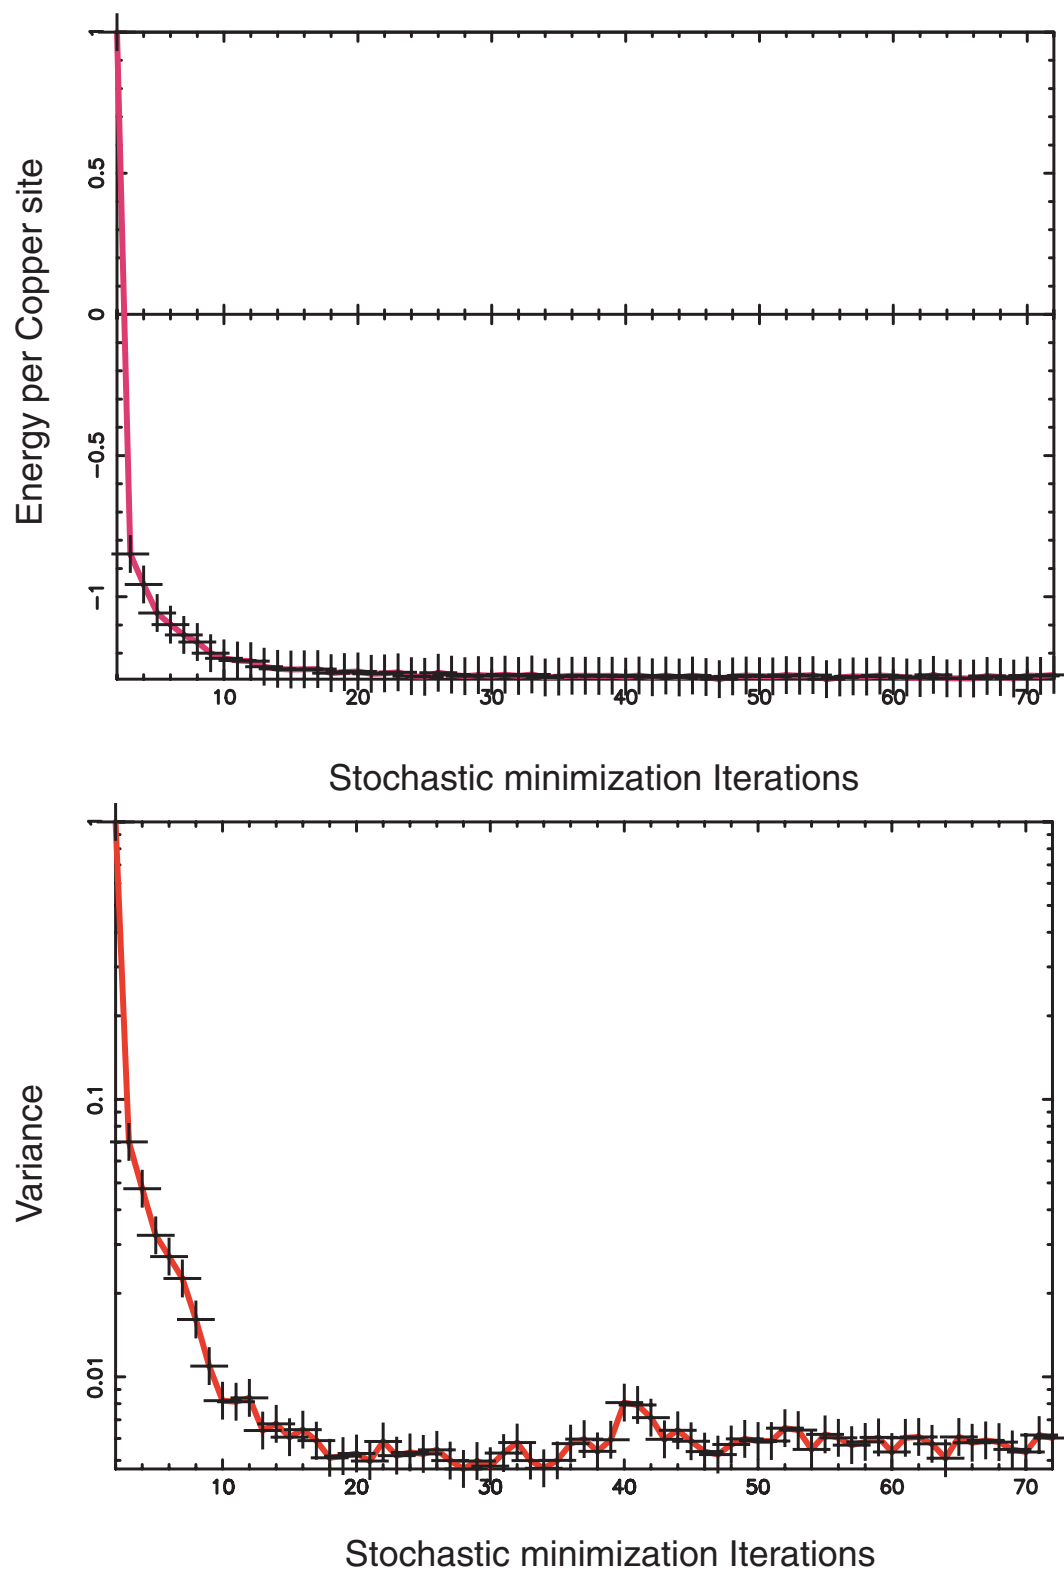 1
0.5
0
−0.5
−1
Energy per Copper site
10 20 30 40 50 60 70
Stochastic minimization Iterations
1
0.1
0.01
Variance
10 20 30 40 50 60 70
Stochastic minimization Iterations